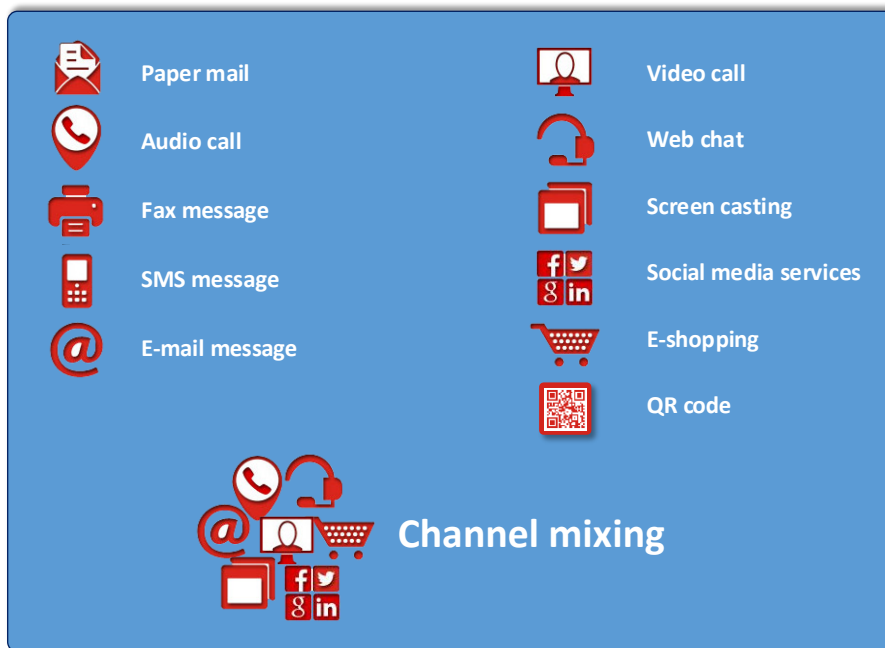 Paper mail
Audio call
Fax message
SMS message
E-mail message
Video call
Web chat
Screen casting
Social media services
E-shopping
QR code
Channel mixing